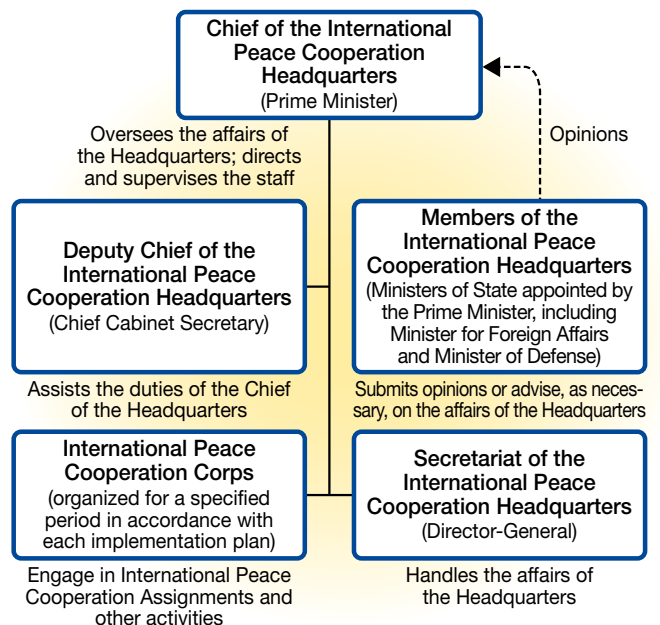 Chief of the International
Peace Cooperation
Headquarters
(Prime Minister)
Oversees the affairs of
the Headquarters; directs
and supervises the staff
Opinions
Deputy Chief of the
International Peace
Cooperation Headquarters
(Chief Cabinet Secretary)
Assists the duties of the Chief
of the Headquarters
Members of the
International Peace
Cooperation Headquarters
(Ministers of State appointed by
the Prime Minister, including
Minister for Foreign Affairs
and Minister of Defense)
Submits opinions or advise, as neces-
sary, on the affairs of the Headquarters
International Peace
Cooperation Corps
(organized for a specified
period in accordance with
each implementation plan)
Engage in International Peace
Cooperation Assignments and
other activities
Secretariat of the
International Peace
Cooperation Headquarters
(Director-General)
Handles the affairs of
the Headquarters